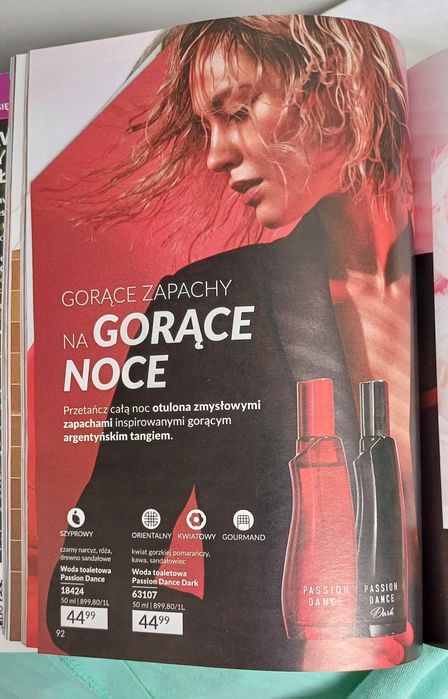 GORĄCE ZAPACHY
NA GORĄCE
NOCE
Przetańcz całą noc otulona zmysłowymi
zapachami inspirowanymi gorącym
argentyńskim tangiem.
SZYPROWY
ORIENTALNY
KWIATOWY
GOURMAND
czarny narcyz, róża,
drewno sandałowe
Woda toaletowa
Passion Dance
18424
50 ml | 899,80/1L
44 99
kwiat gorzkiej pomarańczy,
kawa, sandałowiec
Woda toaletowa
Passion Dance Dark
63107
50 ml | 899,80/1L
44 99
PASSION
DANCE
PASSION
DANCE
Dark
92